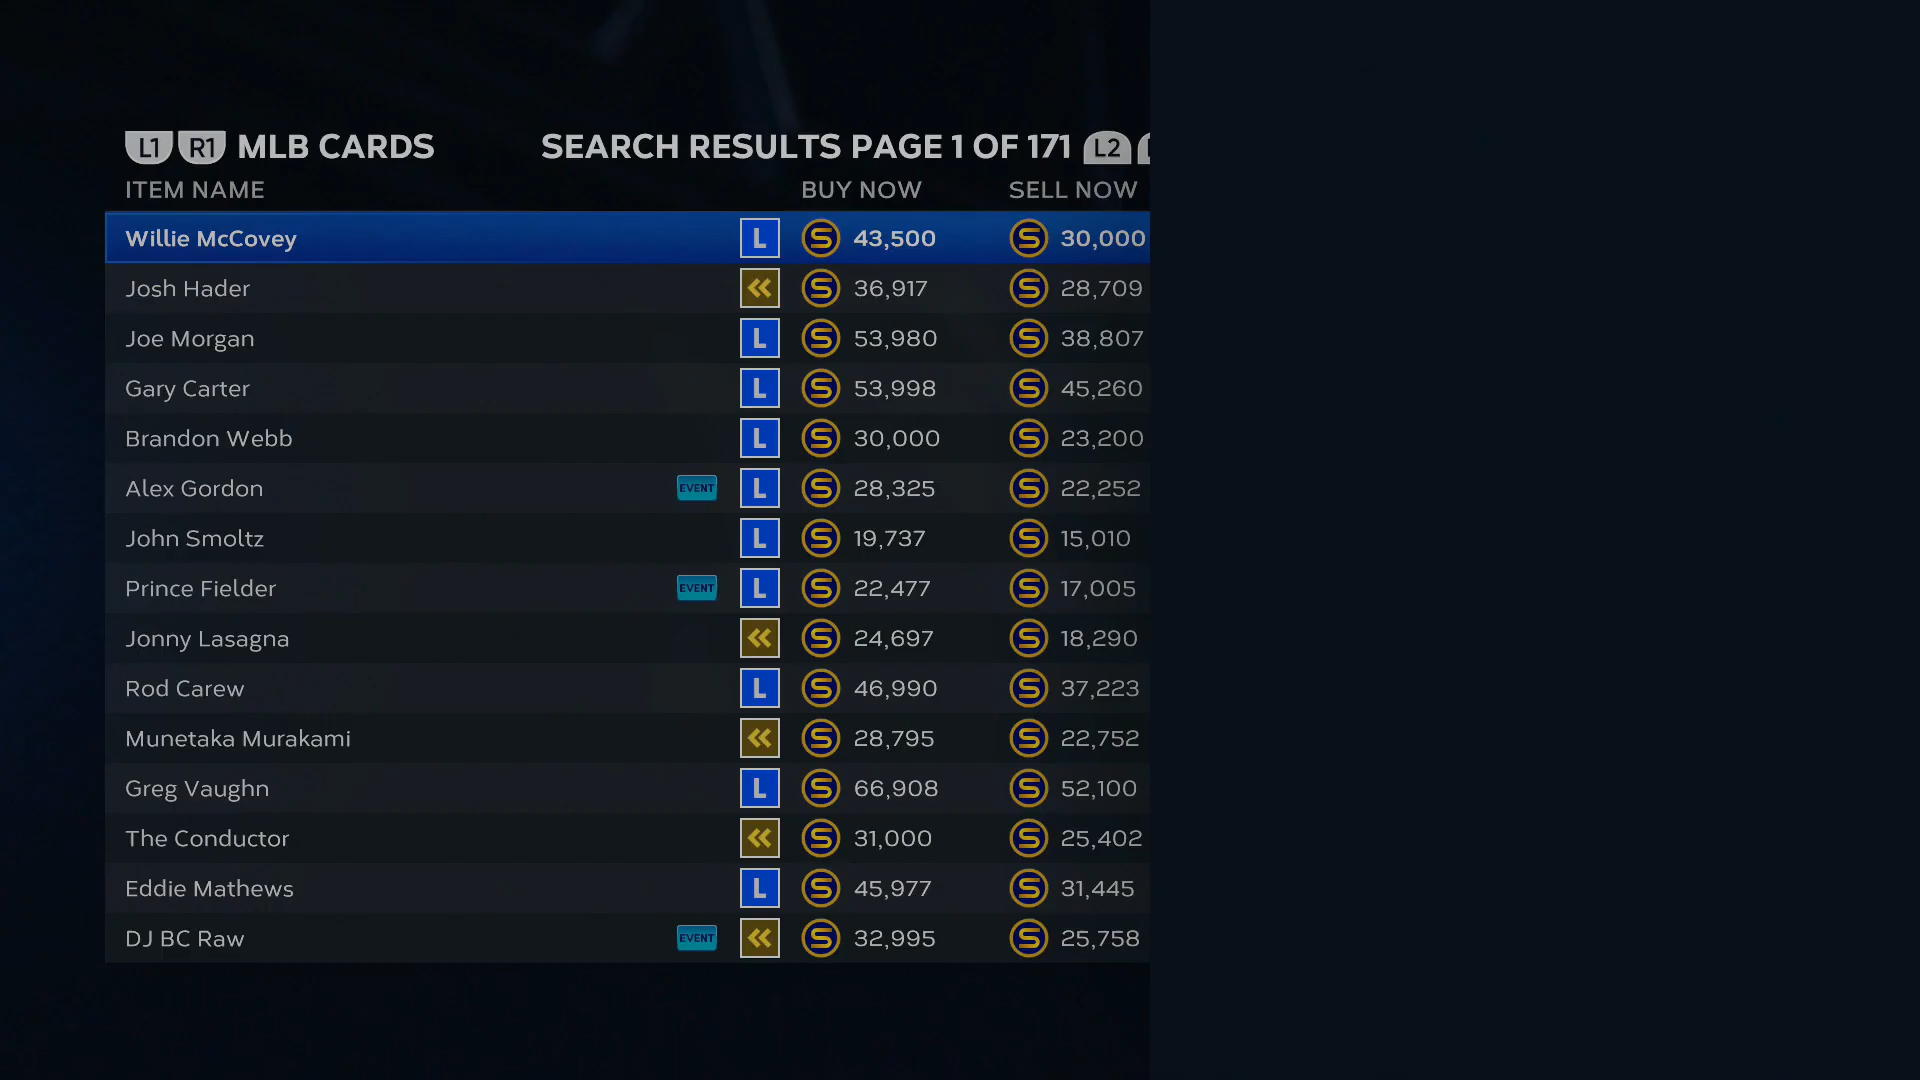 L1 R1 MLB CARDS SEARCH RESULTS PAGE 1 OF 171 L2
ITEM NAME BUY NOW SELL NOW
Willie McCovey L S 43,500 S 30,000
Josh Hader S 36,917 S 28,709
Joe Morgan L S 53,980 S 38,807
Gary Carter L S 53,998 S 45,260
Brandon Webb L S 30,000 S 23,200
Alex Gordon EVENT L S 28,325 S 22,252
John Smoltz L S 19,737 S 15,010
Prince Fielder EVENT L S 22,477 S 17,005
Jonny Lasagna S 24,697 S 18,290
Rod Carew L S 46,990 S 37,223
Munetaka Murakami S 28,795 S 22,752
Greg Vaughn L S 66,908 S 52,100
The Conductor S 31,000 S 25,402
Eddie Mathews L S 45,977 S 31,445
DJ BC Raw EVENT S 32,995 S 25,758